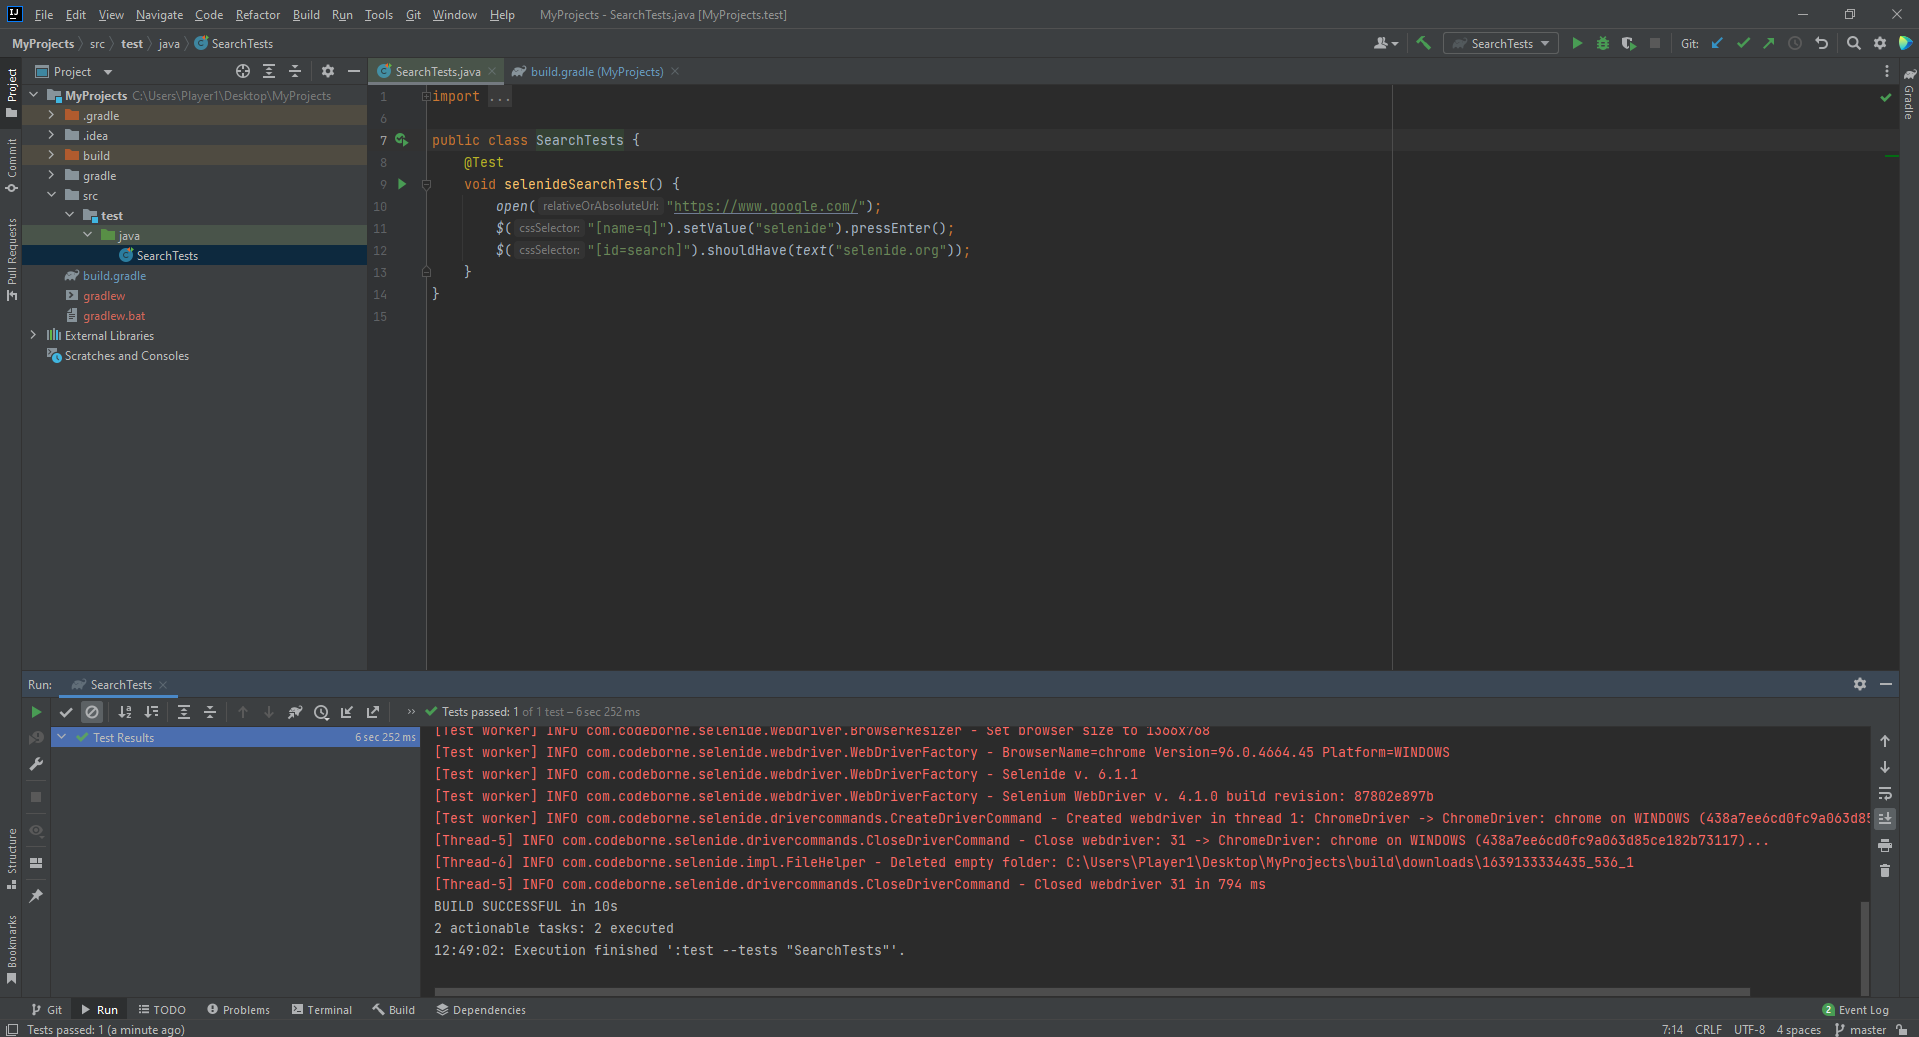 File Edit View Navigate Code Refactor Build Run Tools Git Window Help MyProjects - SearchTests.java [MyProjects.test]
MyProjects src test java SearchTests
SearchTests Git:
Project
SearchTests.java build.gradle (MyProjects)
Project
Commit
Pull Requests
Structure
Bookmarks
Gradle
MyProjects C:\Users\Player1\Desktop\MyProjects
.gradle
.idea
build
gradle
src
test
java
SearchTests
build.gradle
gradlew
gradlew.bat
External Libraries
Scratches and Consoles
1 import ...
6
7 public class SearchTests {
8 @Test
9 void selenideSearchTest() {
10 open( relativeOrAbsoluteUrl: "https://www.google.com/");
11 $( cssSelector: "[name=q]").setValue("selenide").pressEnter();
12 $( cssSelector: "[id=search]").shouldHave(text("selenide.org"));
13 }
14 }
15
Run: SearchTests
Tests passed: 1 of 1 test – 6 sec 252 ms
Test Results 6 sec 252 ms
[Test worker] INFO com.codeborne.selenide.webdriver.BrowserResizer - Set browser size to 1366x768
[Test worker] INFO com.codeborne.selenide.webdriver.WebDriverFactory - BrowserName=chrome Version=96.0.4664.45 Platform=WINDOWS
[Test worker] INFO com.codeborne.selenide.webdriver.WebDriverFactory - Selenide v. 6.1.1
[Test worker] INFO com.codeborne.selenide.webdriver.WebDriverFactory - Selenium WebDriver v. 4.1.0 build revision: 87802e897b
[Test worker] INFO com.codeborne.selenide.drivercommands.CreateDriverCommand - Created webdriver in thread 1: ChromeDriver -> ChromeDriver: chrome on WINDOWS (438a7ee6cd0fc9a063d85
[Thread-5] INFO com.codeborne.selenide.drivercommands.CloseDriverCommand - Close webdriver: 31 -> ChromeDriver: chrome on WINDOWS (438a7ee6cd0fc9a063d85ce182b73117)...
[Thread-6] INFO com.codeborne.selenide.impl.FileHelper - Deleted empty folder: C:\Users\Player1\Desktop\MyProjects\build\downloads\1639133334435_536_1
[Thread-5] INFO com.codeborne.selenide.drivercommands.CloseDriverCommand - Closed webdriver 31 in 794 ms
BUILD SUCCESSFUL in 10s
2 actionable tasks: 2 executed
12:49:02: Execution finished ':test --tests "SearchTests"'.
Git Run TODO Problems Terminal Build Dependencies 2 Event Log
Tests passed: 1 (a minute ago) 7:14 CRLF UTF-8 4 spaces master